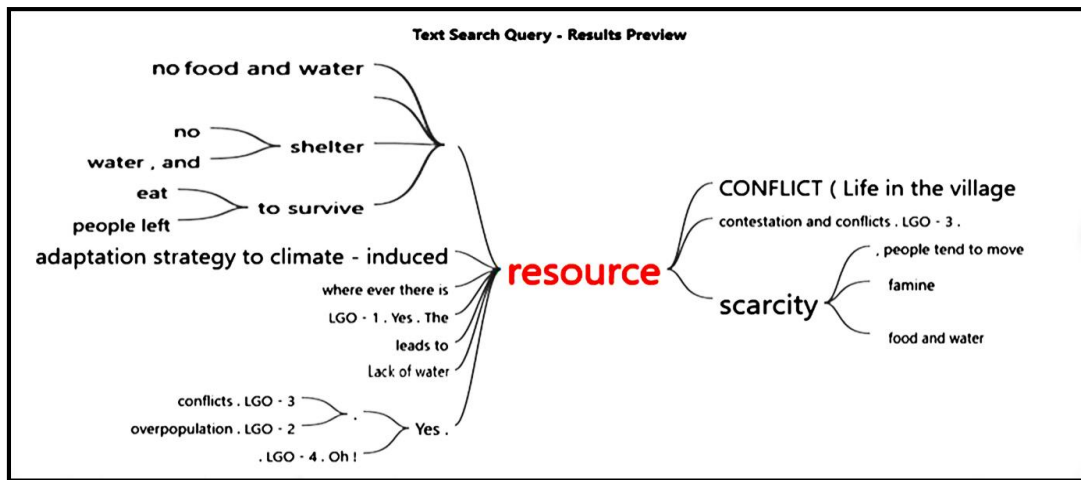 Text Search Query - Results Preview
no food and water
no
water , and
shelter
eat
people left
to survive
adaptation strategy to climate - induced
where ever there is
LGO - 1 . Yes . The
leads to
Lack of water
conflicts . LGO - 3
overpopulation . LGO - 2
.
. LGO - 4 . Oh !
Yes .
.
resource
CONFLICT ( Life in the village
contestation and conflicts . LGO - 3 .
scarcity
, people tend to move
famine
food and water